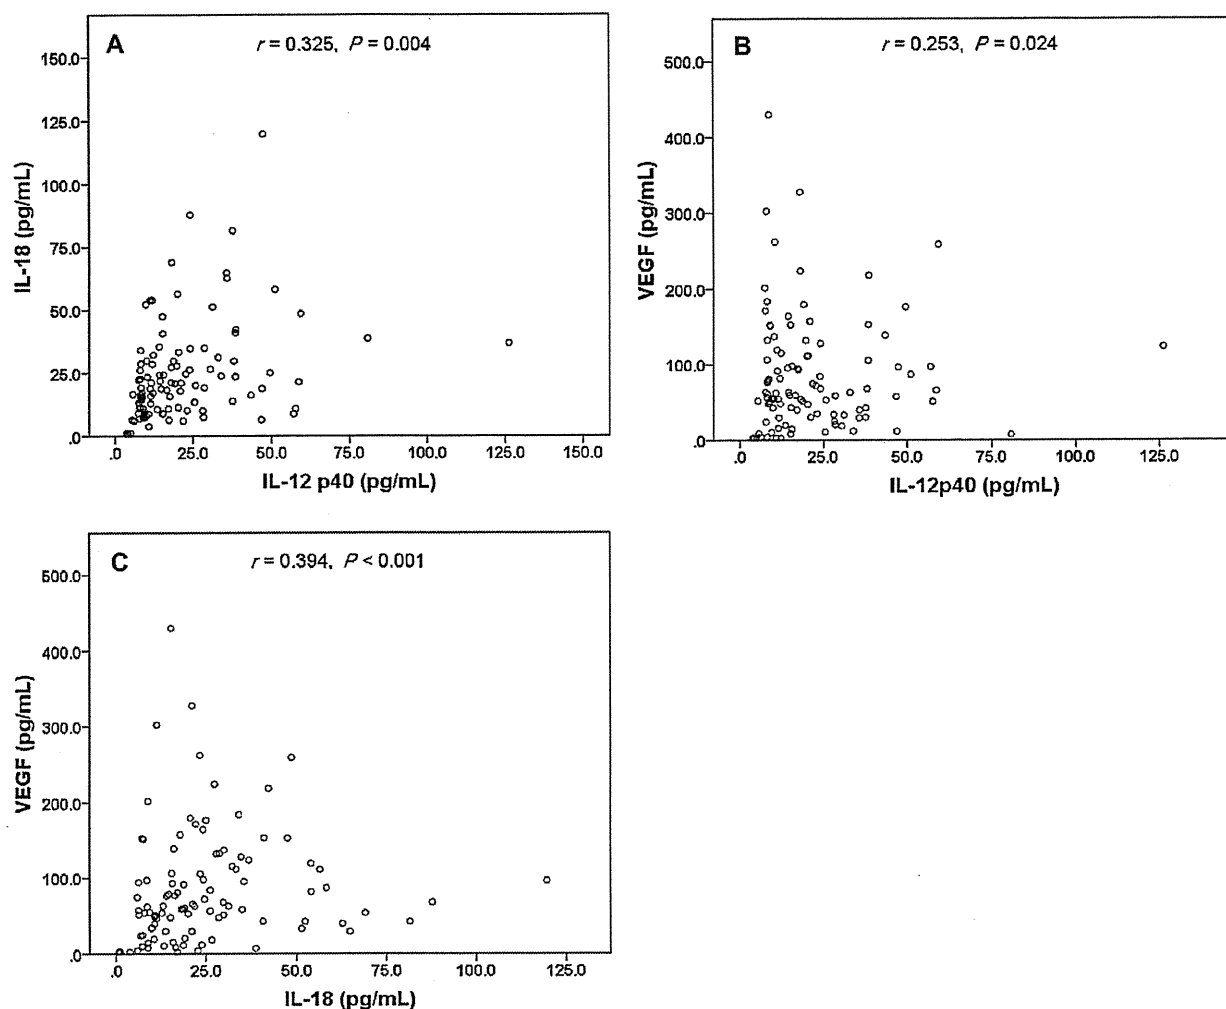 A
r = 0.325, P = 0.004
150.0
125.0
100.0
75.0
50.0
25.0
.0
IL-18 (pg/mL)
.0 25.0 50.0 75.0 100.0 125.0 150.0
IL-12 p40 (pg/mL)
B
r = 0.253, P = 0.024
500.0
400.0
300.0
200.0
100.0
.0
VEGF (pg/mL)
.0 25.0 50.0 75.0 100.0 125.0
IL-12p40 (pg/mL)
C
r = 0.394, P < 0.001
500.0
400.0
300.0
200.0
100.0
.0
VEGF (pg/mL)
.0 25.0 50.0 75.0 100.0 125.0
IL-18 (pg/mL)